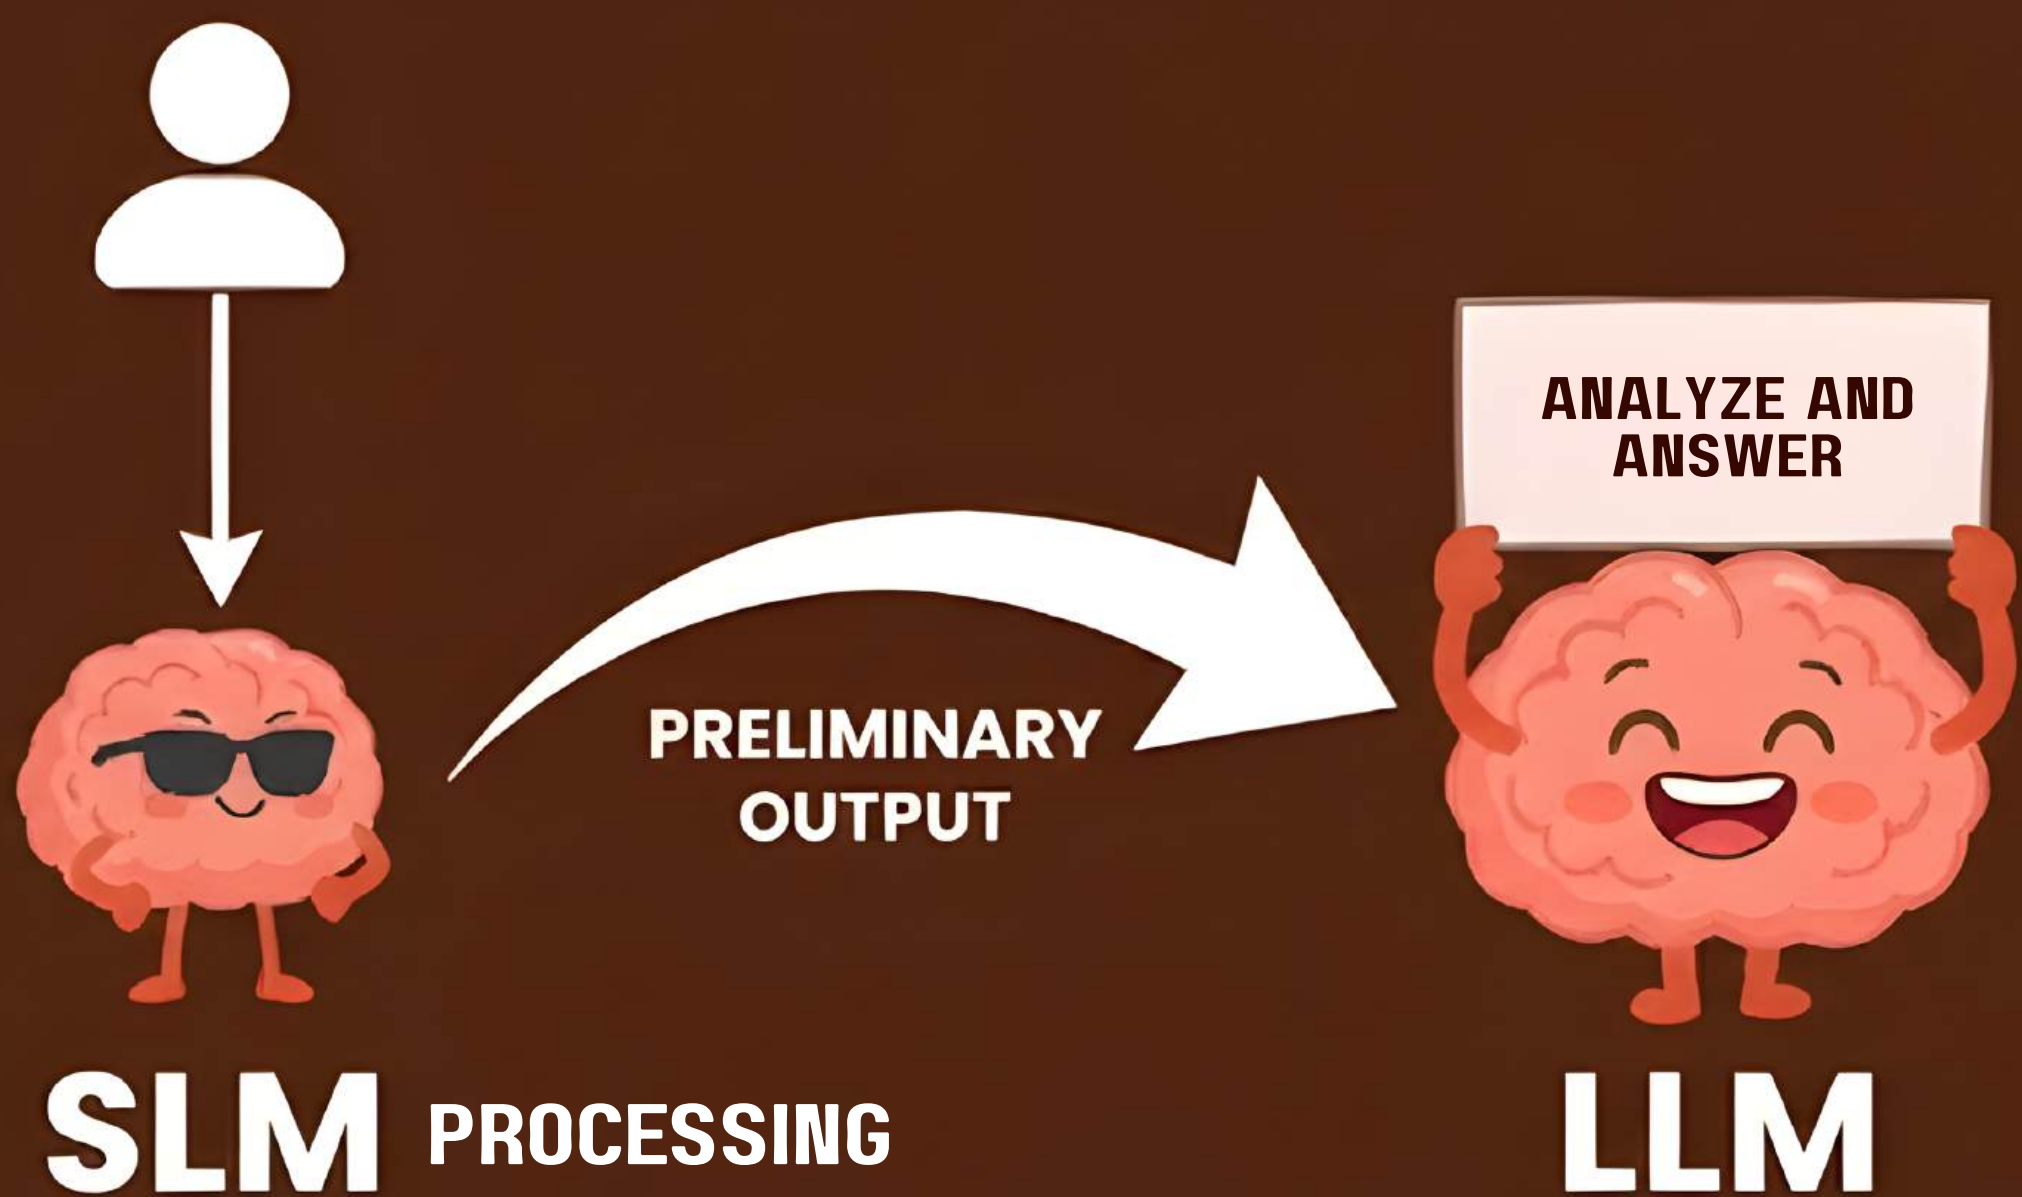 ANALYZE AND
ANSWER
PRELIMINARY
OUTPUT
SLM PROCESSING
LLM